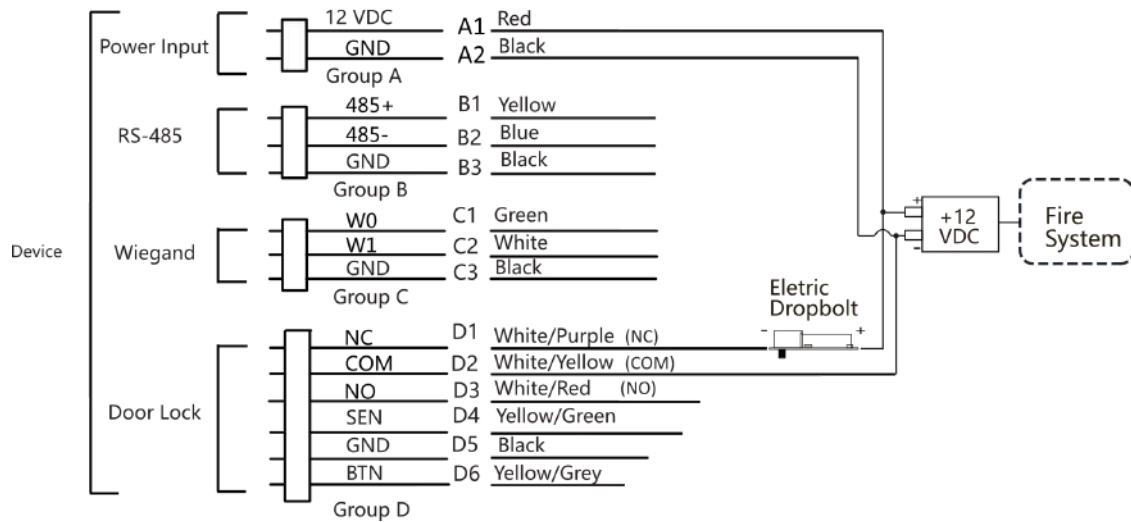 12 VDC A1 Red
Power Input
GND A2 Black
Group A
485+ B1 Yellow
RS-485
485- B2 Blue
GND B3 Black
Group B
W0 C1 Green
Device
Wiegand
W1 C2 White
GND C3 Black
Group C
+
+12
VDC
-
Fire
System
Eletric
Dropbolt
- +
NC D1 White/Purple (NC)
COM D2 White/Yellow (COM)
NO D3 White/Red (NO)
Door Lock
SEN D4 Yellow/Green
GND D5 Black
BTN D6 Yellow/Grey
Group D